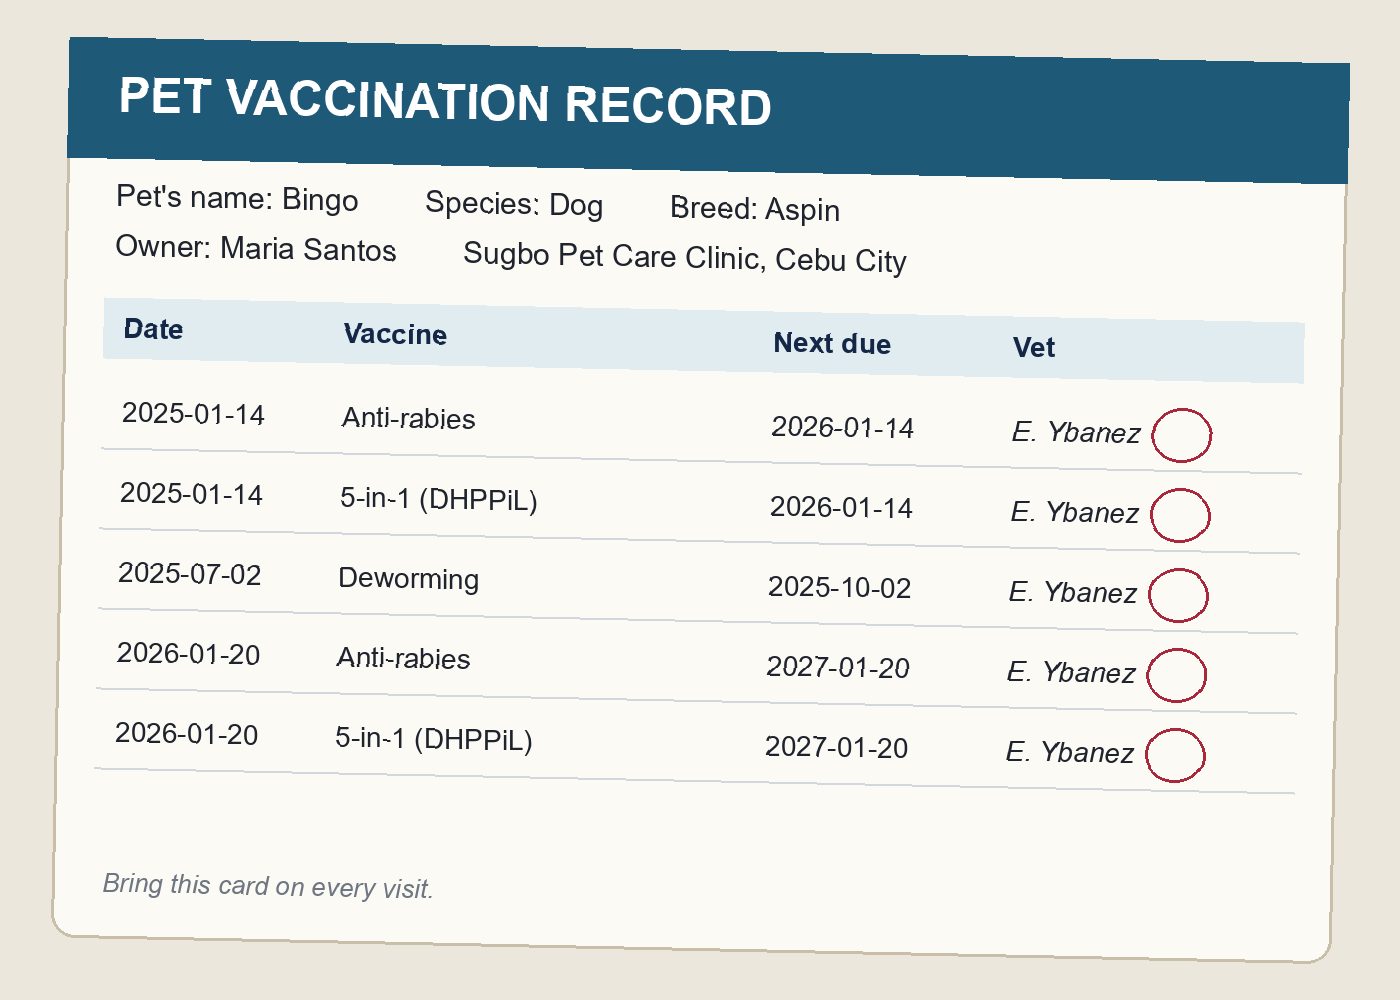 PET VACCINATION RECORD
Pet's name: Bingo Species: Dog Breed: Aspin
Owner: Maria Santos Sugbo Pet Care Clinic, Cebu City
Date Vaccine Next due Vet
2025-01-14 Anti-rabies 2026-01-14 E. Ybanez
2025-01-14 5-in-1 (DHPPiL) 2026-01-14 E. Ybanez
2025-07-02 Deworming 2025-10-02 E. Ybanez
2026-01-20 Anti-rabies 2027-01-20 E. Ybanez
2026-01-20 5-in-1 (DHPPiL) 2027-01-20 E. Ybanez
Bring this card on every visit.